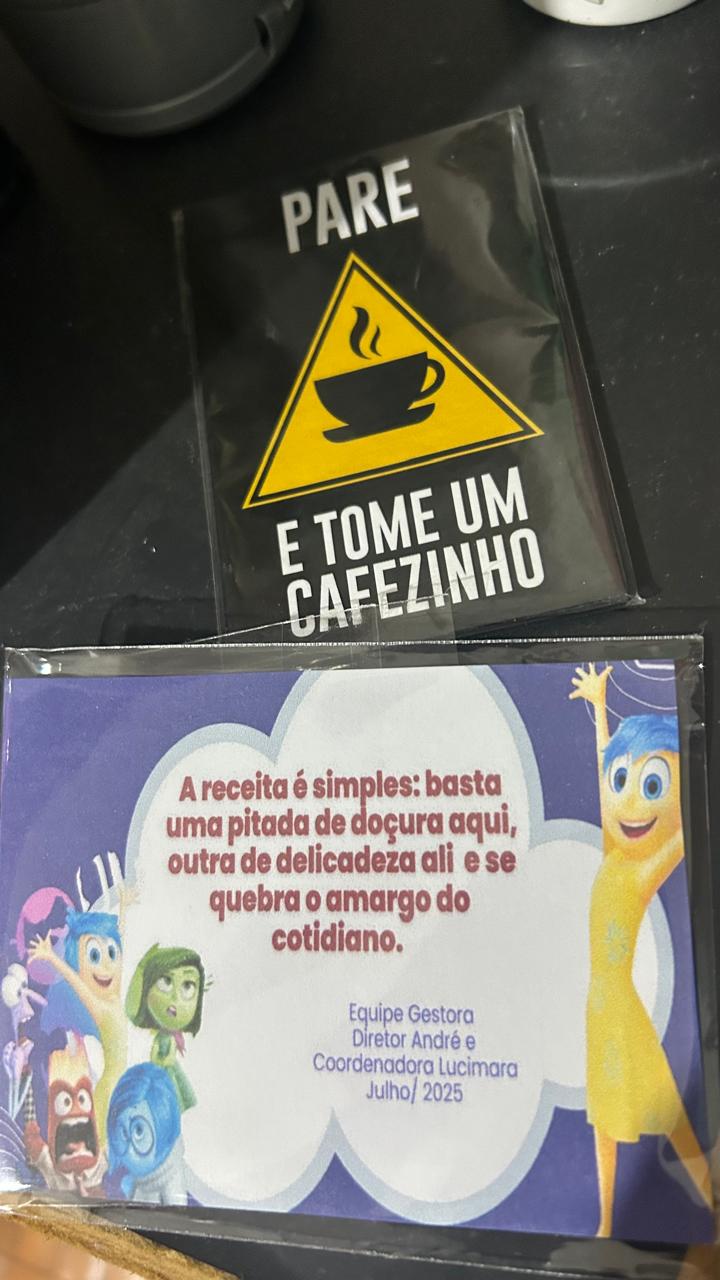 PARE
E TOME UM
CAFEZINHO
A receita é simples: basta
uma pitada de doçura aqui,
outra de delicadeza ali e se
quebra o amargo do
cotidiano.
Equipe Gestora
Diretor André e
Coordenadora Lucimara
Julho/ 2025